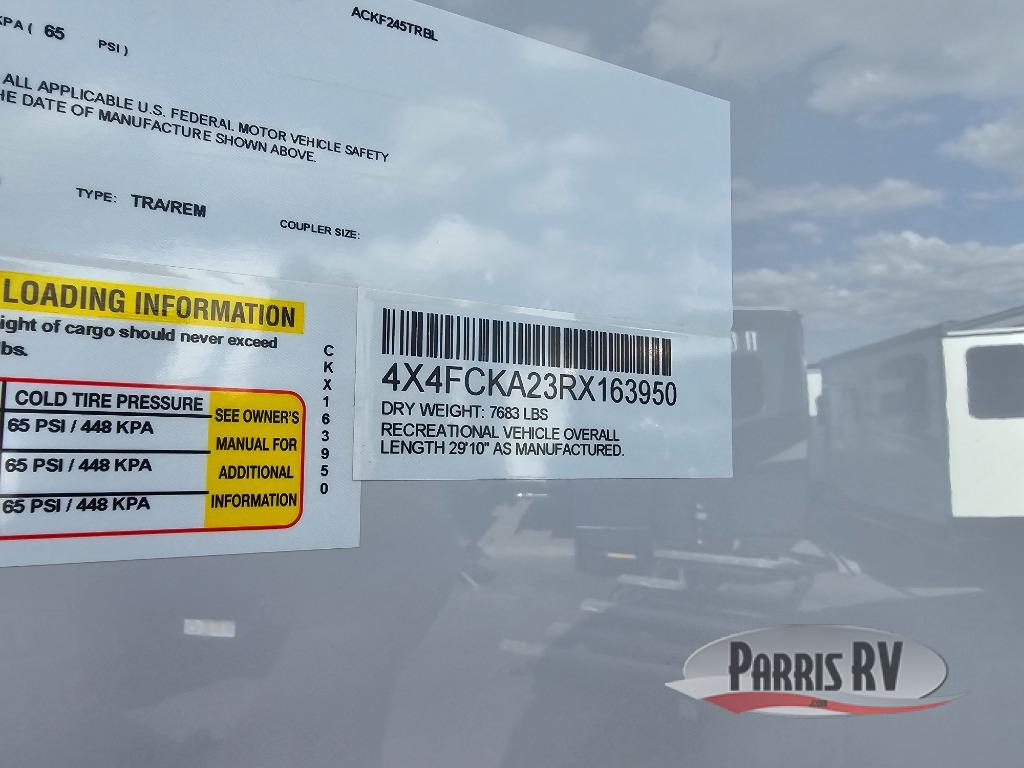 KPA ( 65 PSI )
ACKF245TRBL
ALL APPLICABLE U.S. FEDERAL MOTOR VEHICLE SAFETY
THE DATE OF MANUFACTURE SHOWN ABOVE.
TYPE: TRA/REM
COUPLER SIZE:
LOADING INFORMATION
ight of cargo should never exceed
lbs.
COLD TIRE PRESSURE
65 PSI / 448 KPA
65 PSI / 448 KPA
65 PSI / 448 KPA
SEE OWNER'S
MANUAL FOR
ADDITIONAL
INFORMATION
CKX163950
4X4FCKA23RX163950
DRY WEIGHT: 7683 LBS
RECREATIONAL VEHICLE OVERALL
LENGTH 29'10" AS MANUFACTURED.
PARRIS RV
.com